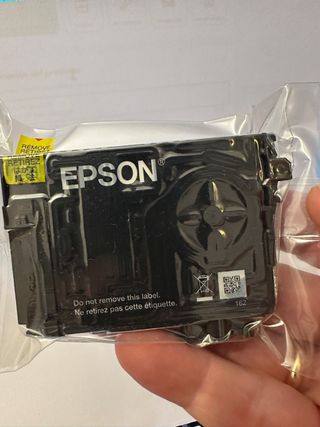 REMOVE
RETIREZ
EPSON®
Do not remove this label.
Ne retirez pas cette étiquette.
162